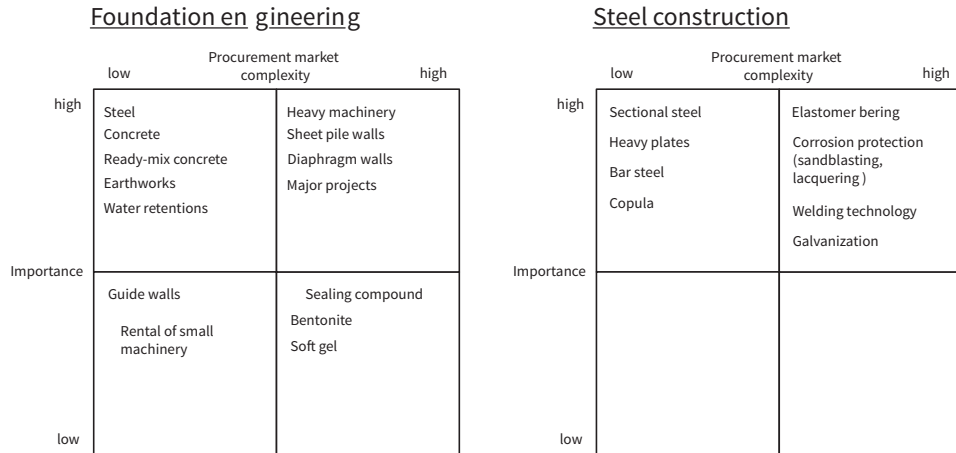 Foundation en gineering
Procurement market
complexity
low
high
high
Steel
Concrete
Ready-mix concrete
Earthworks
Water retentions
Heavy machinery
Sheet pile walls
Diaphragm walls
Major projects
Importance
Guide walls
Rental of small
machinery
Sealing compound
Bentonite
Soft gel
low
Steel construction
Procurement market
complexity
low
high
high
Sectional steel
Heavy plates
Bar steel
Copula
Elastomer bering
Corrosion protection
(sandblasting,
lacquering )
Welding technology
Galvanization
Importance
low